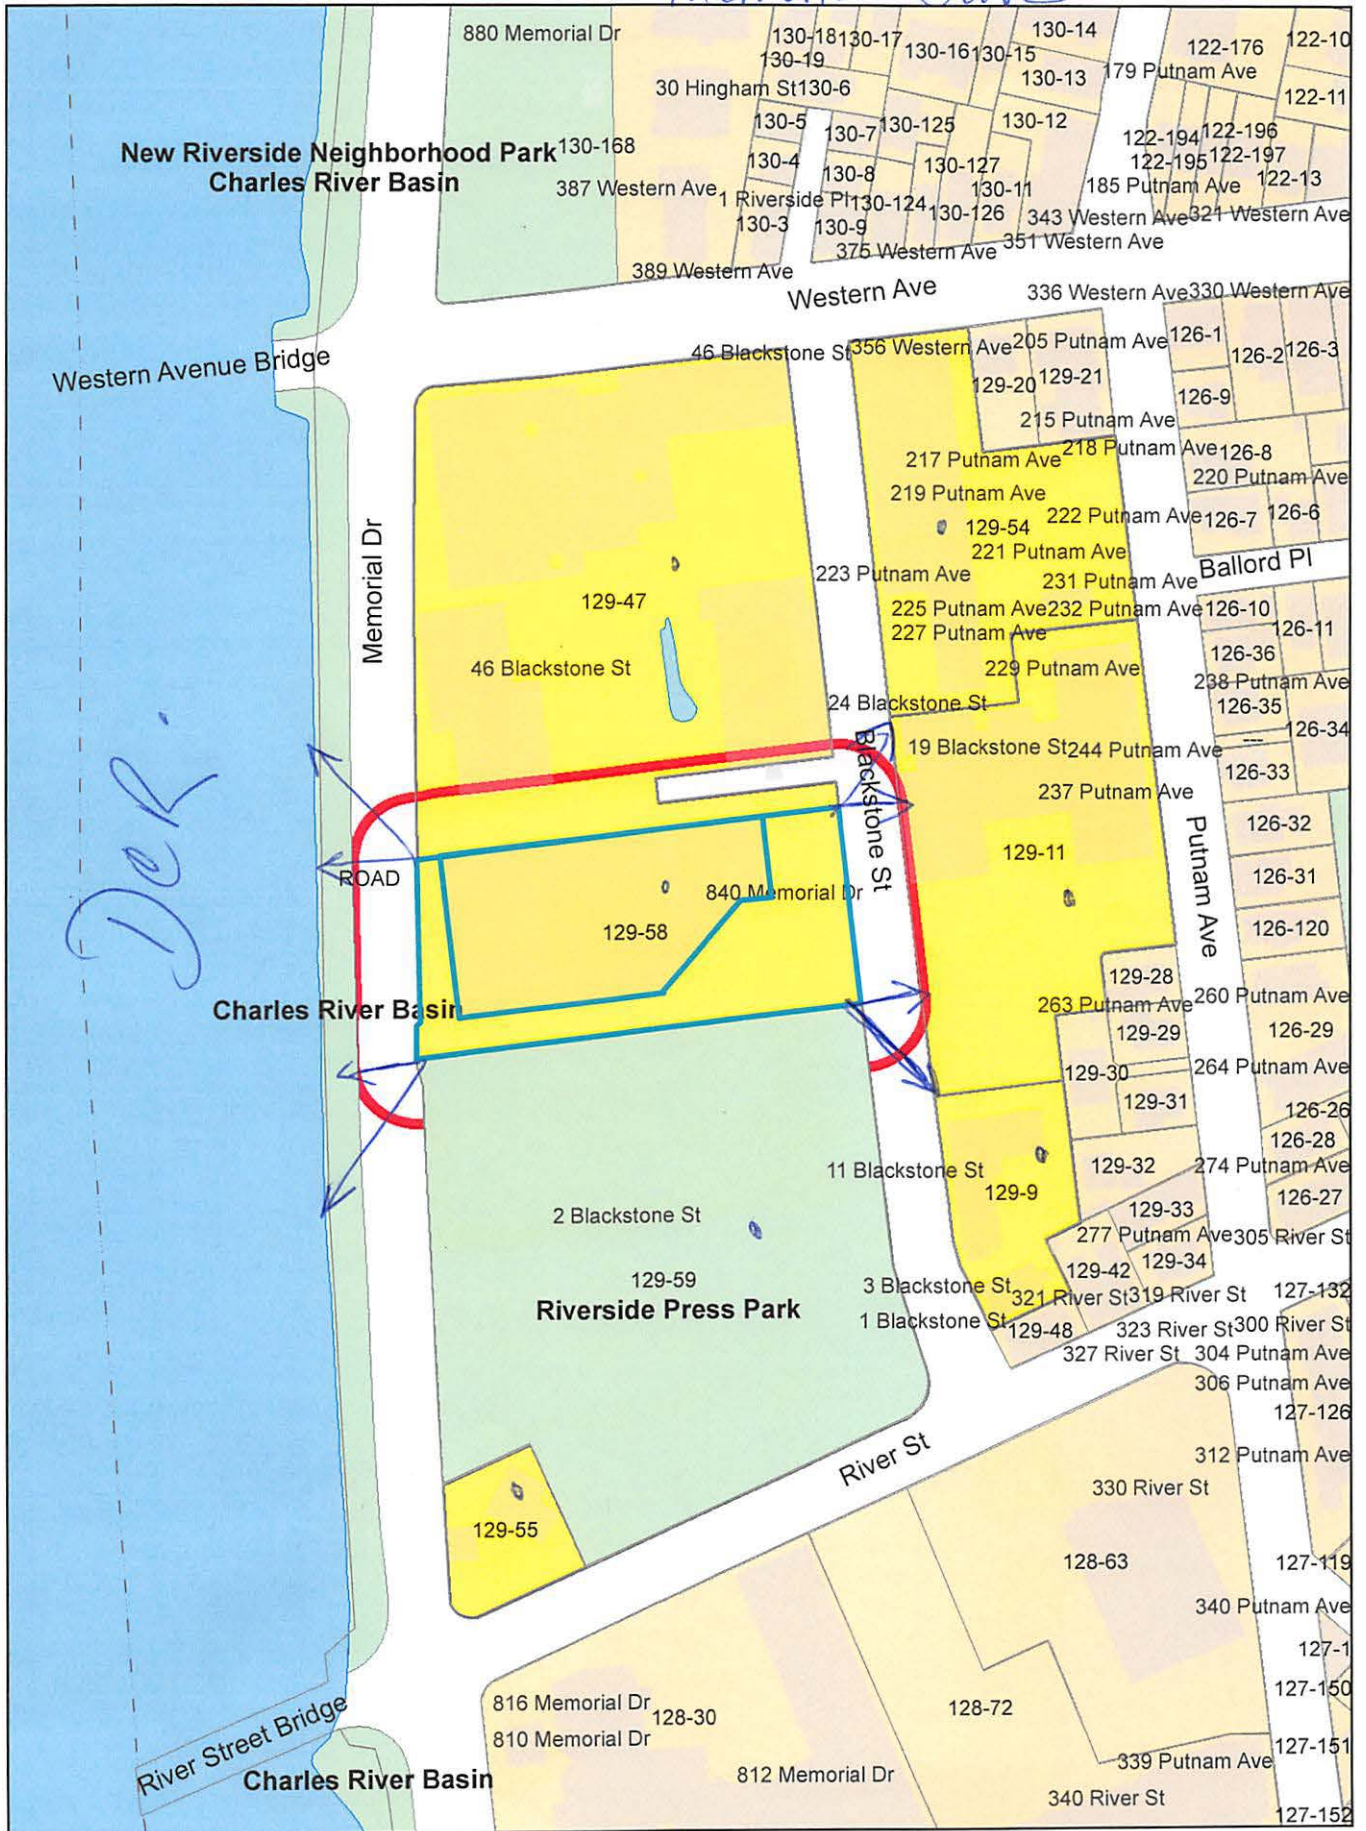 880 Memorial Dr
130-18
130-17
130-14
130-19
130-16
130-15
122-176
122-10
179 Putnam Ave
130-13
30 Hingham St
130-6
122-11
130-5
130-7
130-125
130-12
122-194
122-196
New Riverside Neighborhood Park
Charles River Basin
130-168
130-4
130-8
130-127
122-195
122-197
122-13
387 Western Ave
1 Riverside Pl
130-124
130-126
130-11
185 Putnam Ave
130-3
130-9
343 Western Ave
321 Western Ave
375 Western Ave
351 Western Ave
389 Western Ave
Western Ave
336 Western Ave
330 Western Ave
Western Avenue Bridge
46 Blackstone St
356 Western Ave
205 Putnam Ave
126-1
126-2
126-3
129-20
129-21
126-9
215 Putnam Ave
217 Putnam Ave
218 Putnam Ave
126-8
220 Putnam Ave
219 Putnam Ave
129-54
222 Putnam Ave
126-7
126-6
Memorial Dr
221 Putnam Ave
Ballord Pl
223 Putnam Ave
231 Putnam Ave
129-47
225 Putnam Ave
232 Putnam Ave
126-10
227 Putnam Ave
126-11
46 Blackstone St
229 Putnam Ave
126-36
238 Putnam Ave
24 Blackstone St
126-35
126-34
DCR.
Blackstone St
19 Blackstone St
244 Putnam Ave
---
126-33
237 Putnam Ave
126-32
129-11
Putnam Ave
ROAD
840 Memorial Dr
126-31
129-58
126-120
129-28
Charles River Basin
263 Putnam Ave
260 Putnam Ave
129-29
126-29
129-30
264 Putnam Ave
129-31
126-26
126-28
11 Blackstone St
129-9
129-32
274 Putnam Ave
126-27
2 Blackstone St
129-33
277 Putnam Ave
305 River St
129-59
129-42
129-34
Riverside Press Park
3 Blackstone St
321 River St
319 River St
127-132
1 Blackstone St
129-48
323 River St
300 River St
327 River St
304 Putnam Ave
306 Putnam Ave
127-126
River St
312 Putnam Ave
330 River St
129-55
128-63
127-119
340 Putnam Ave
127-1
127-150
816 Memorial Dr
128-30
128-72
River Street Bridge
810 Memorial Dr
127-151
Charles River Basin
812 Memorial Dr
339 Putnam Ave
340 River St
127-152